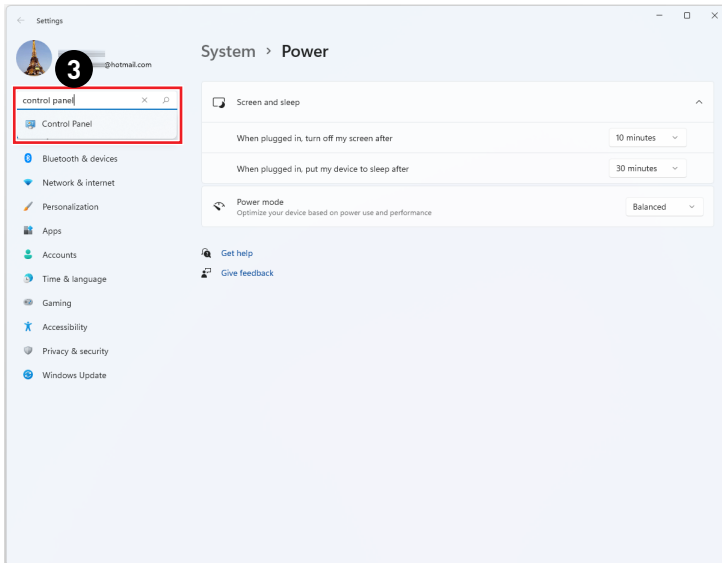 Settings
3
@hotmail.com
System > Power
control panel
Control Panel
Screen and sleep
When plugged in, turn off my screen after
10 minutes
When plugged in, put my device to sleep after
30 minutes
Power mode
Optimize your device based on power use and performance
Balanced
Get help
Give feedback
Bluetooth & devices
Network & internet
Personalization
Apps
Accounts
Time & language
Gaming
Accessibility
Privacy & security
Windows Update